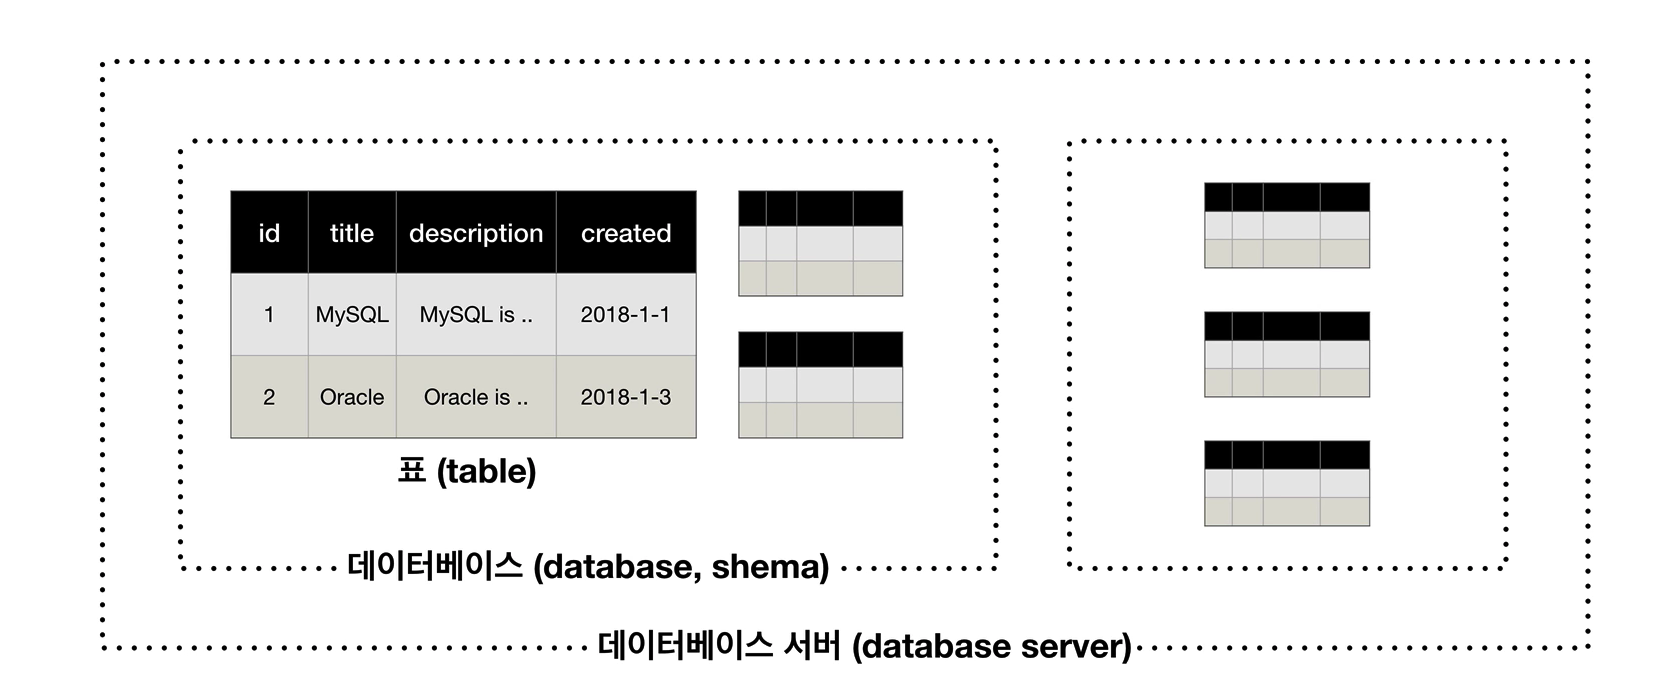 id title description created
1 MySQL MySQL is .. 2018-1-1
2 Oracle Oracle is .. 2018-1-3
표 (table)
데이터베이스 (database, shema)
데이터베이스 서버 (database server)